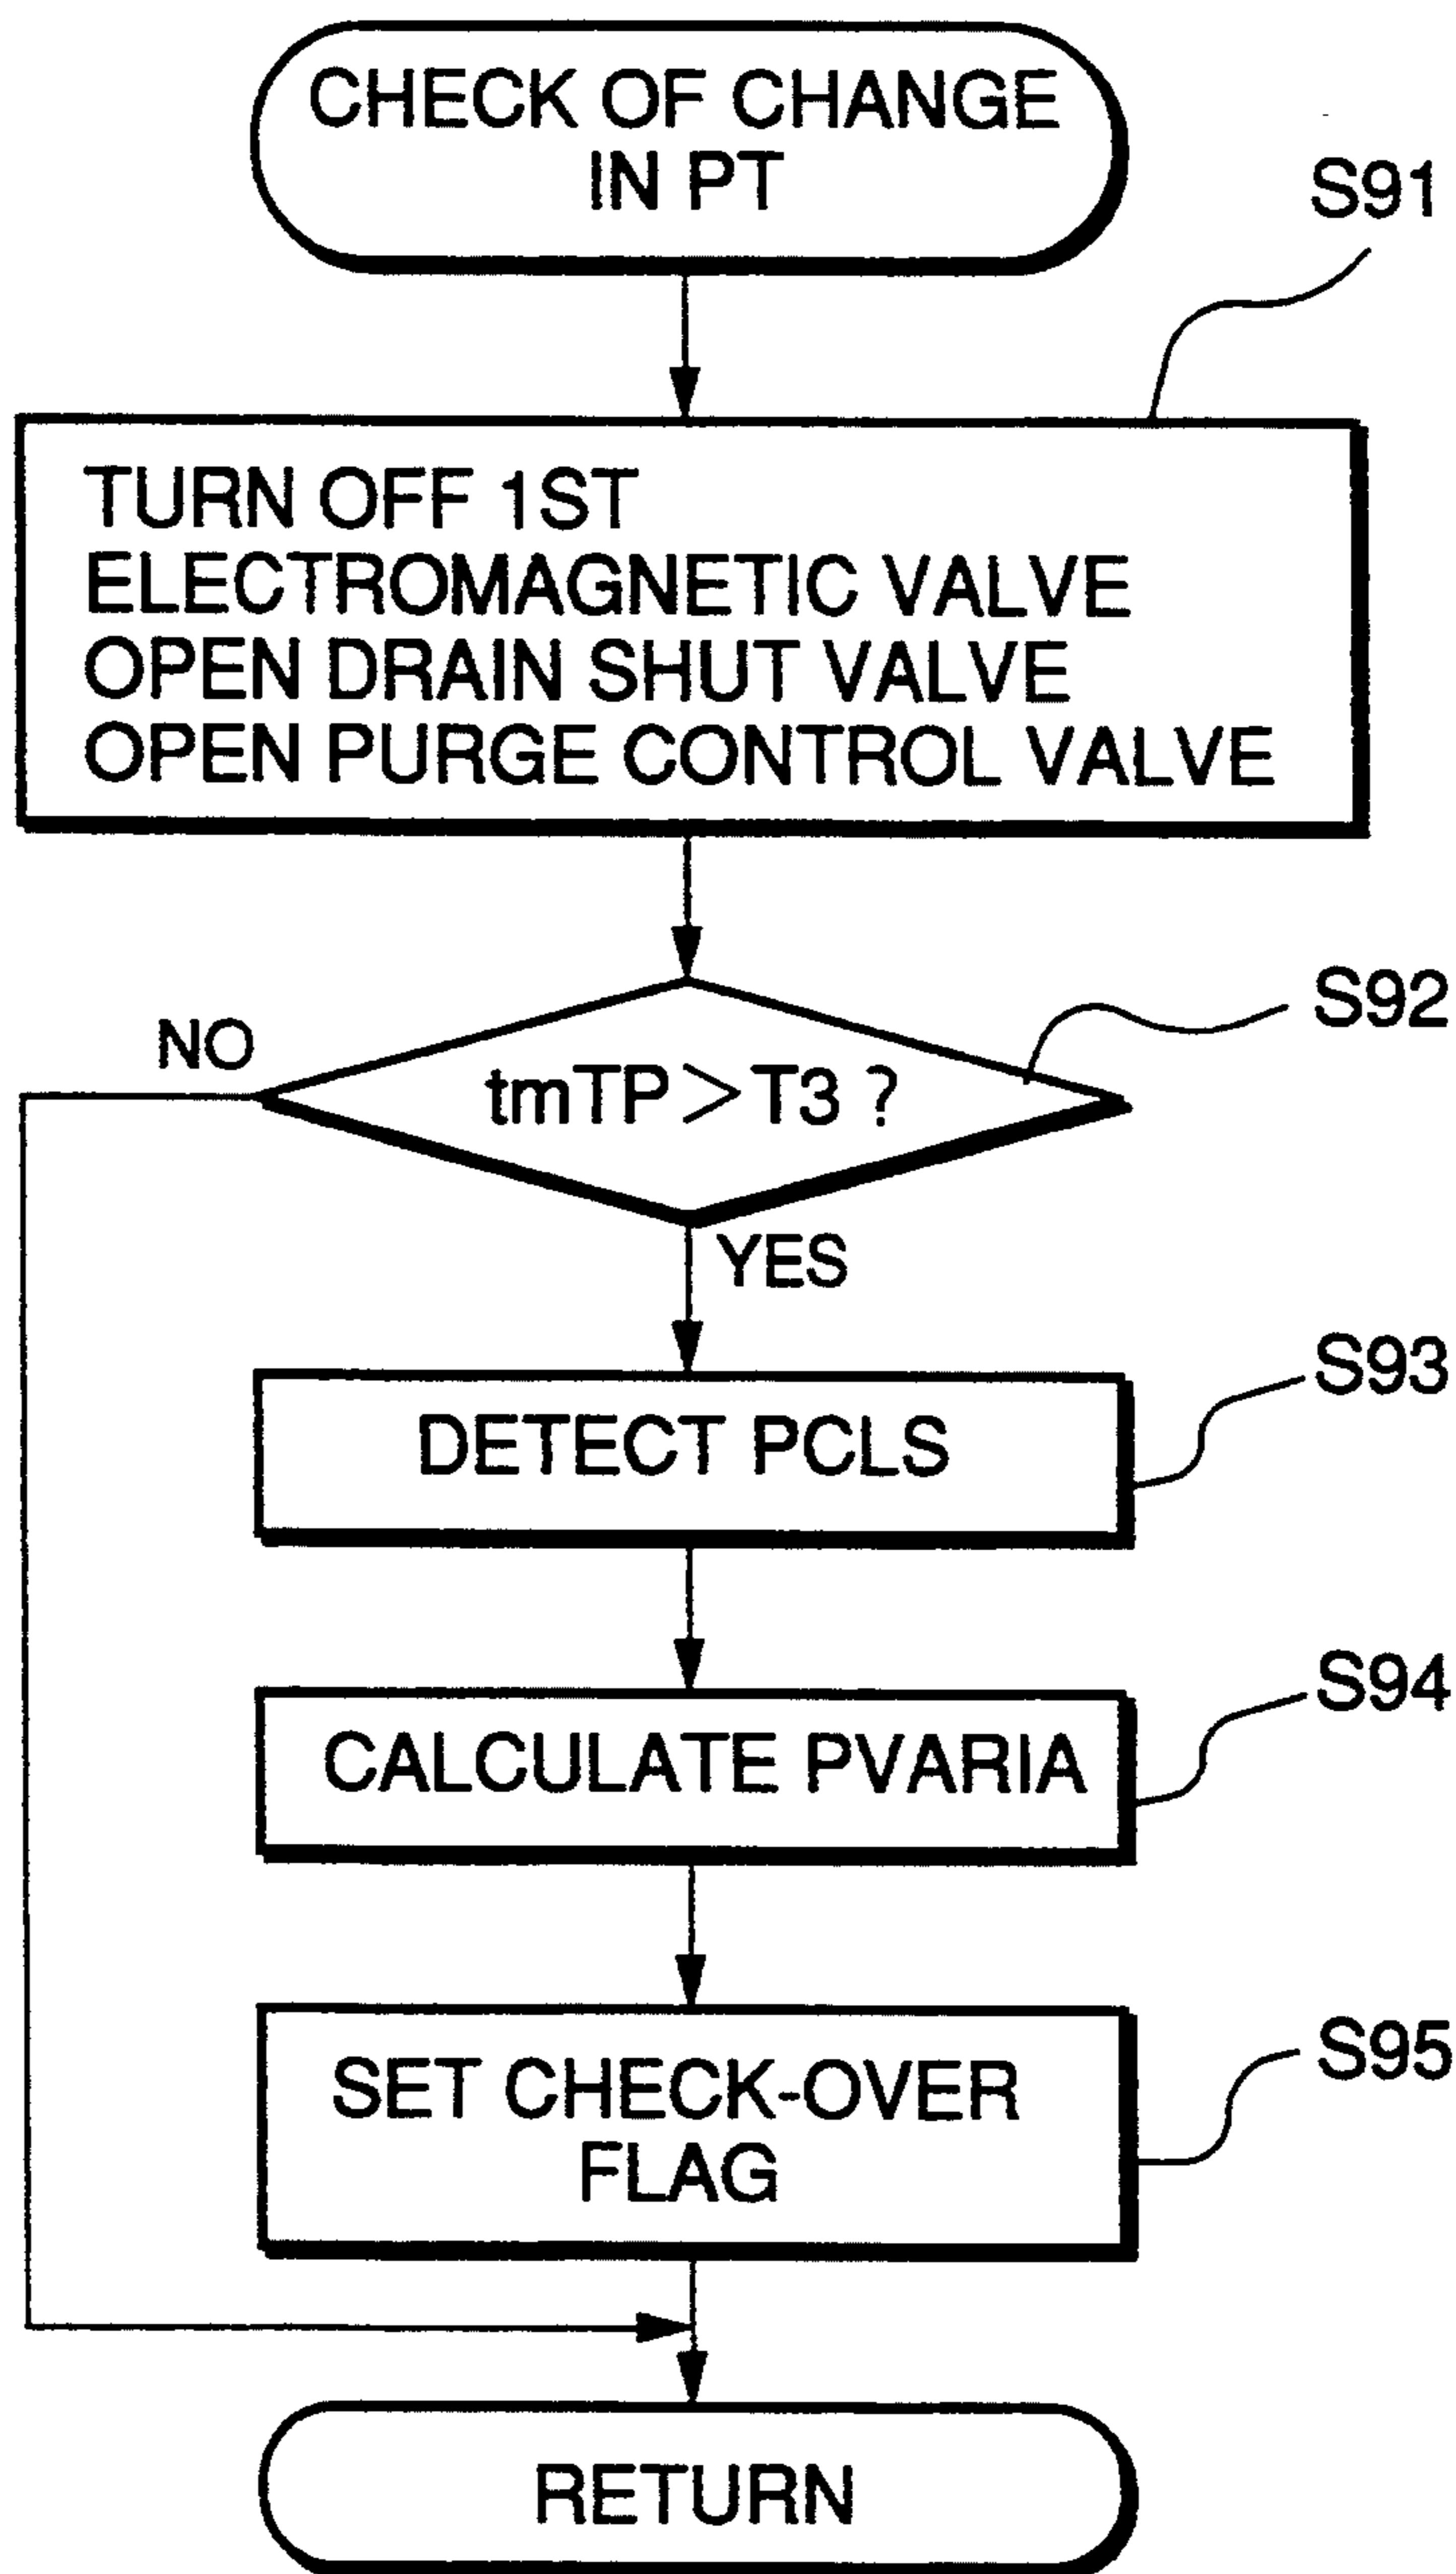 CHECK OF CHANGE
IN PT
S91
TURN OFF 1ST
ELECTROMAGNETIC VALVE
OPEN DRAIN SHUT VALVE
OPEN PURGE CONTROL VALVE
S92
NO
tmTP>T3 ?
YES
S93
DETECT PCLS
S94
CALCULATE PVARIA
S95
SET CHECK-OVER
FLAG
RETURN